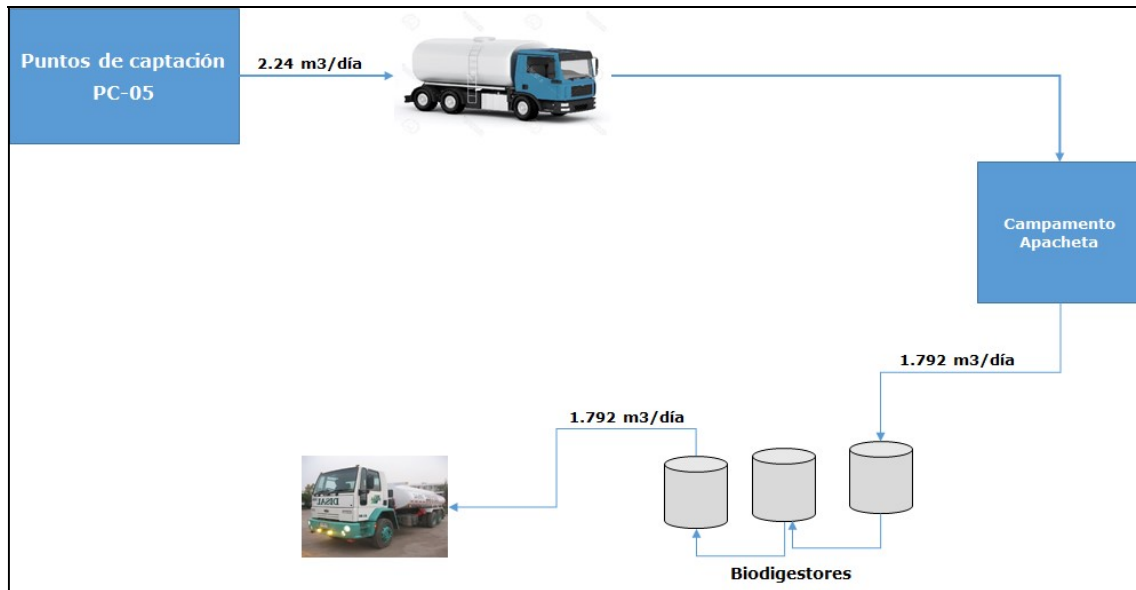 Puntos de captación
PC-05
2.24 m3/día
Campamento
Apacheta
1.792 m3/día
1.792 m3/día
Biodigestores